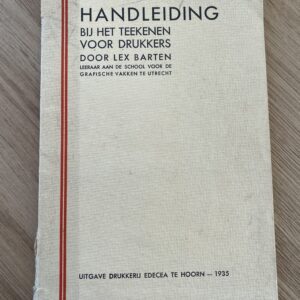 HANDLEIDING
BIJ HET TEEKENEN
VOOR DRUKKERS
DOOR LEX BARTEN
LEERAAR AAN DE SCHOOL VOOR DE
GRAFISCHE VAKKEN TE UTRECHT
UITGAVE DRUKKERIJ EDECEA TE HOORN — 1935